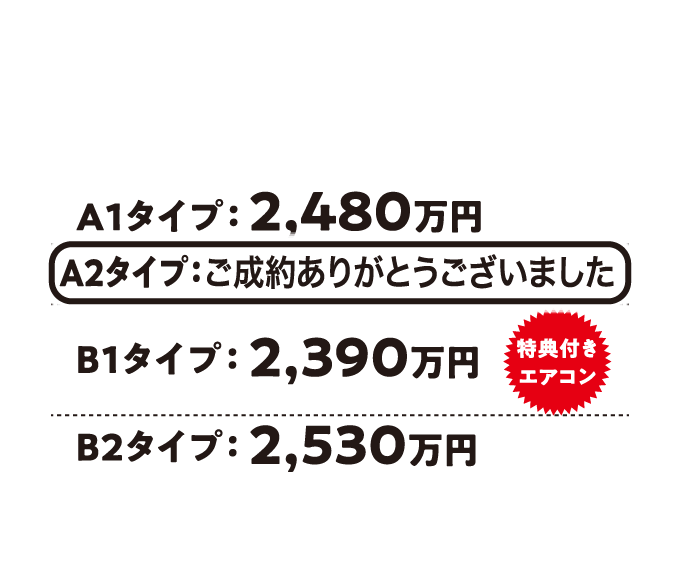 A1タイプ：2,480万円
A2タイプ：ご成約ありがとうございました
B1タイプ：2,390万円
特典付き
エアコン
B2タイプ：2,530万円